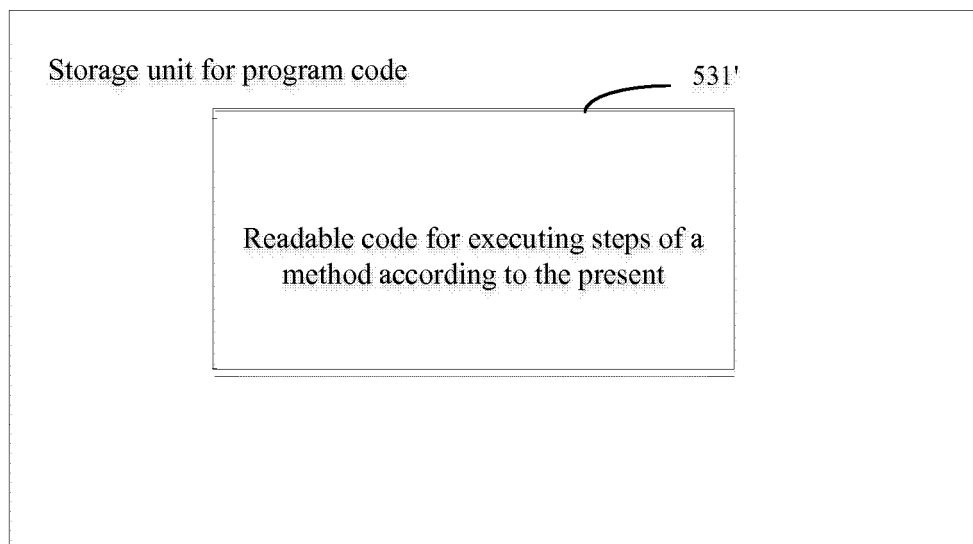 Storage unit for program code
531'
Readable code for executing steps of a
method according to the present